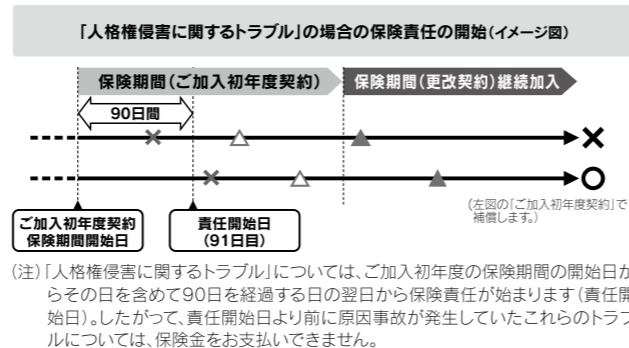 「人格権侵害に関するトラブル」の場合の保険責任の開始(イメージ図)
保険期間(ご加入初年度契約)
保険期間(更改契約)継続加入
90日間
(左図の「ご加入初年度契約」で
補償します。)
ご加入初年度契約
保険期間開始日
責任開始日
(91日目)
(注)「人格権侵害に関するトラブル」については、ご加入初年度の保険期間の開始日か
らその日を含めて90日を経過する日の翌日から保険責任が始まります(責任開
始日)。したがって、責任開始日より前に原因事故が発生していたこれらのトラブ
ルについては、保険金をお支払いできません。